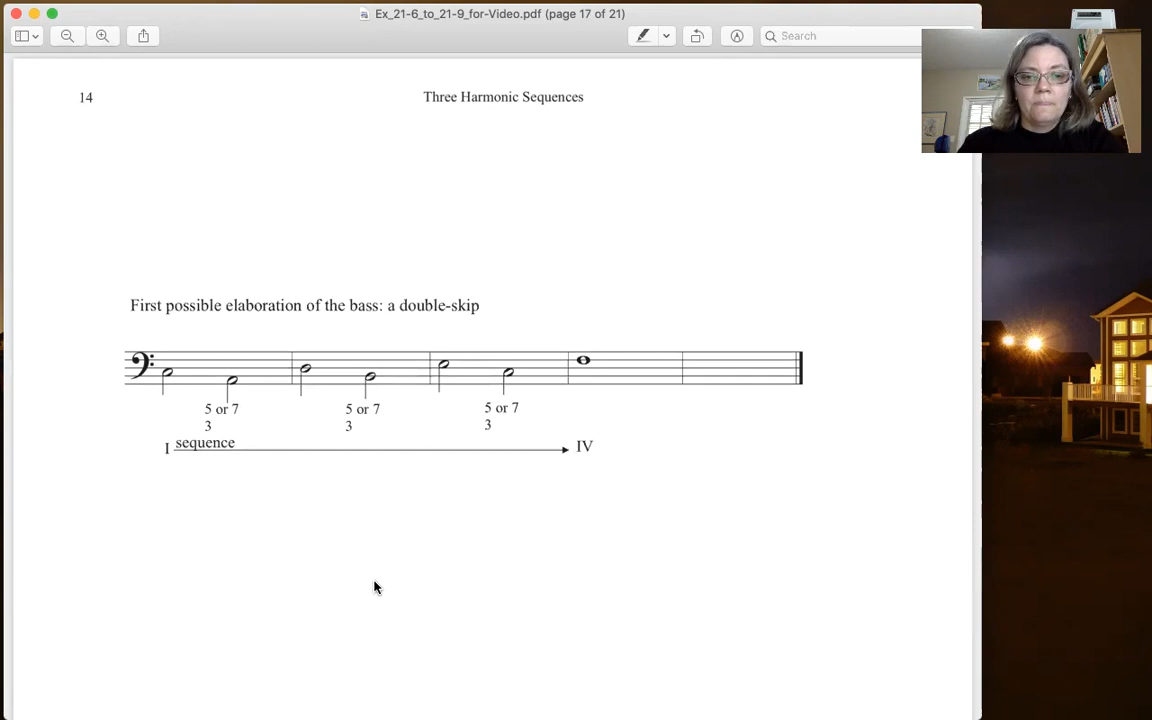 Ex_21-6_to_21-9_for-Video.pdf (page 17 of 21)
Search
14
Three Harmonic Sequences
First possible elaboration of the bass: a double-skip
5 or 7 5 or 7 5 or 7
3 3 3
I sequence IV